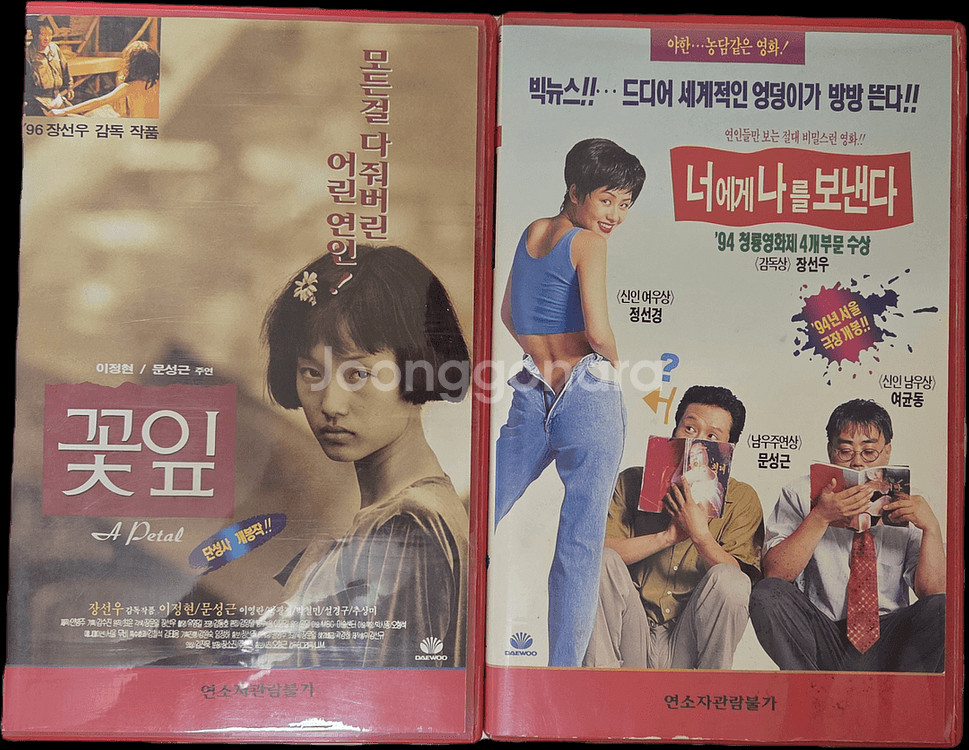 '96 장선우 감독 작품
모든걸 다 줘버린
어린 연인!
이정현 / 문성근 주연
꽃잎
A Petal
단성사 개봉작!!
장선우 감독작품 이정현/문성근
추상미
DAEWOO
연소자관람불가
야한…농담같은 영화!
빅뉴스!!… 드디어 세계적인 엉덩이가 방방 뜬다!!
연인들만 보는 절대 비밀스런 영화!!
너에게 나를 보낸다
'94 청룡영화제 4개부문 수상
(감독상) 장선우
(신인 여우상)
정선경
'94년 서울
극장 개봉!!
?
(신인 남우상)
여균동
(남우주연상)
문성근
DAEWOO
연소자관람불가
Joonggonara